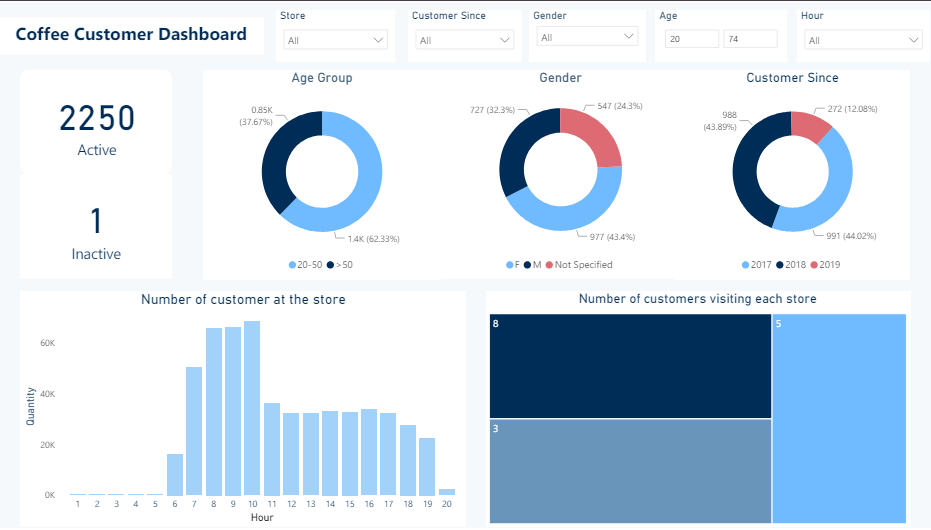 Coffee Customer Dashboard
Store
All
Customer Since
All
Gender
All
Age
20
74
Hour
All
2250
Active
1
Inactive
Age Group
0.85K
(37.67%)
1.4K (62.33%)
20-50
>50
Gender
727 (32.3%)
547 (24.3%)
977 (43.4%)
F
M
Not Specified
Customer Since
988
(43.89%)
272 (12.08%)
991 (44.02%)
2017
2018
2019
Number of customer at the store
Quantity
60K
40K
20K
0K
1 2 3 4 5 6 7 8 9 10 11 12 13 14 15 16 17 18 19 20
Hour
Number of customers visiting each store
8
5
3